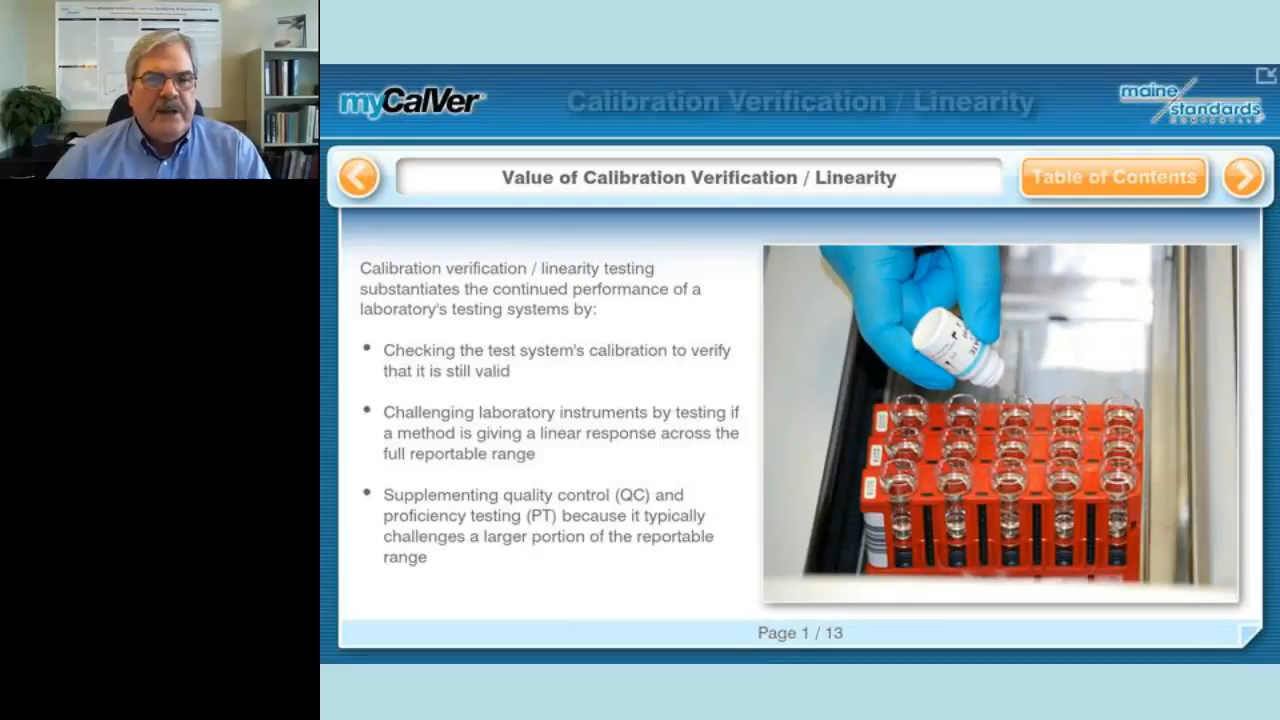 myCalVer
Calibration Verification / Linearity
maine
standards
Value of Calibration Verification / Linearity
Table of Contents
Calibration verification / linearity testing
substantiates the continued performance of a
laboratory's testing systems by:
• Checking the test system's calibration to verify
that it is still valid
• Challenging laboratory instruments by testing if
a method is giving a linear response across the
full reportable range
• Supplementing quality control (QC) and
proficiency testing (PT) because it typically
challenges a larger portion of the reportable
range
Page 1 / 13